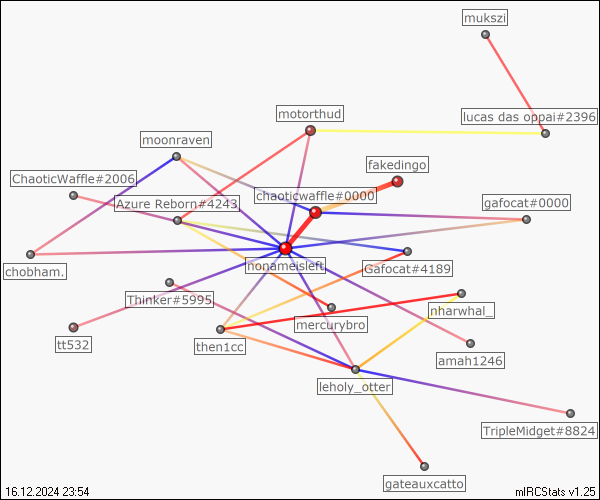 mukszi
lucas das oppai#2396
motorthud
moonraven
fakedingo
ChaoticWaffle#2006
chaoticwaffle#0000
Azure Reborn#4243
gafocat#0000
nonameisleft
Gafocat#4189
chobham.
Thinker#5995
nharwhal_
mercurybro
tt532
then1cc
amah1246
leholy_otter
TripleMidget#8824
gateauxcatto
16.12.2024 23:54
mIRCStats v1.25